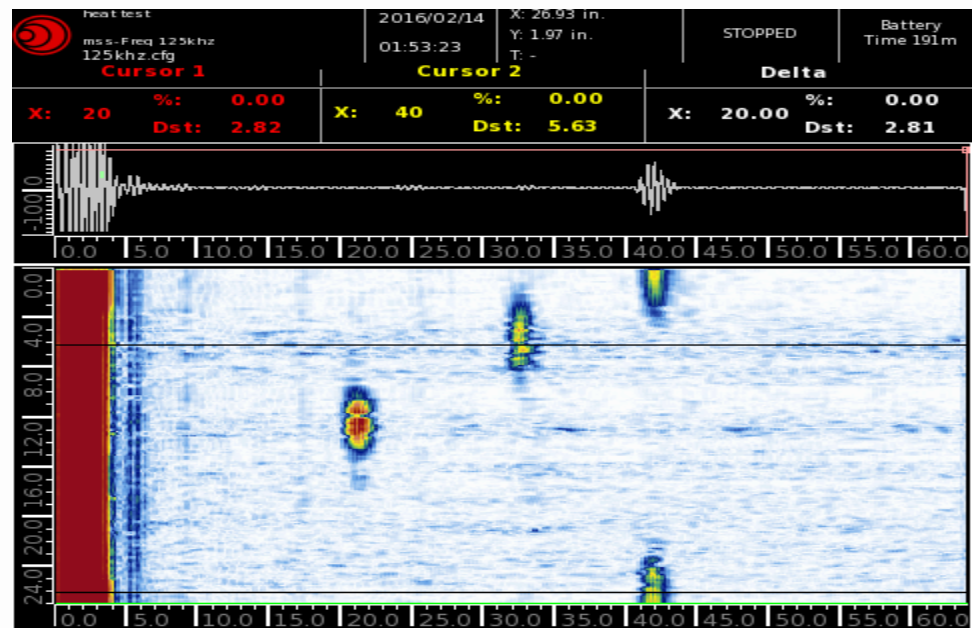 heat test
mss-Freq 125khz
125khz.cfg
2016/02/14
01:53:23
X: 26.93 in.
Y: 1.97 in.
T: -
STOPPED
Battery
Time 191m
Cursor 1
Cursor 2
Delta
X: 20 %: 0.00
Dst: 2.82
X: 40 %: 0.00
Dst: 5.63
X: 20.00 %: 0.00
Dst: 2.81
-100 0
0.0 5.0 10.0 15.0 20.0 25.0 30.0 35.0 40.0 45.0 50.0 55.0 60.0
0.0
4.0
8.0
12.0
16.0
20.0
24.0
0.0 5.0 10.0 15.0 20.0 25.0 30.0 35.0 40.0 45.0 50.0 55.0 60.0